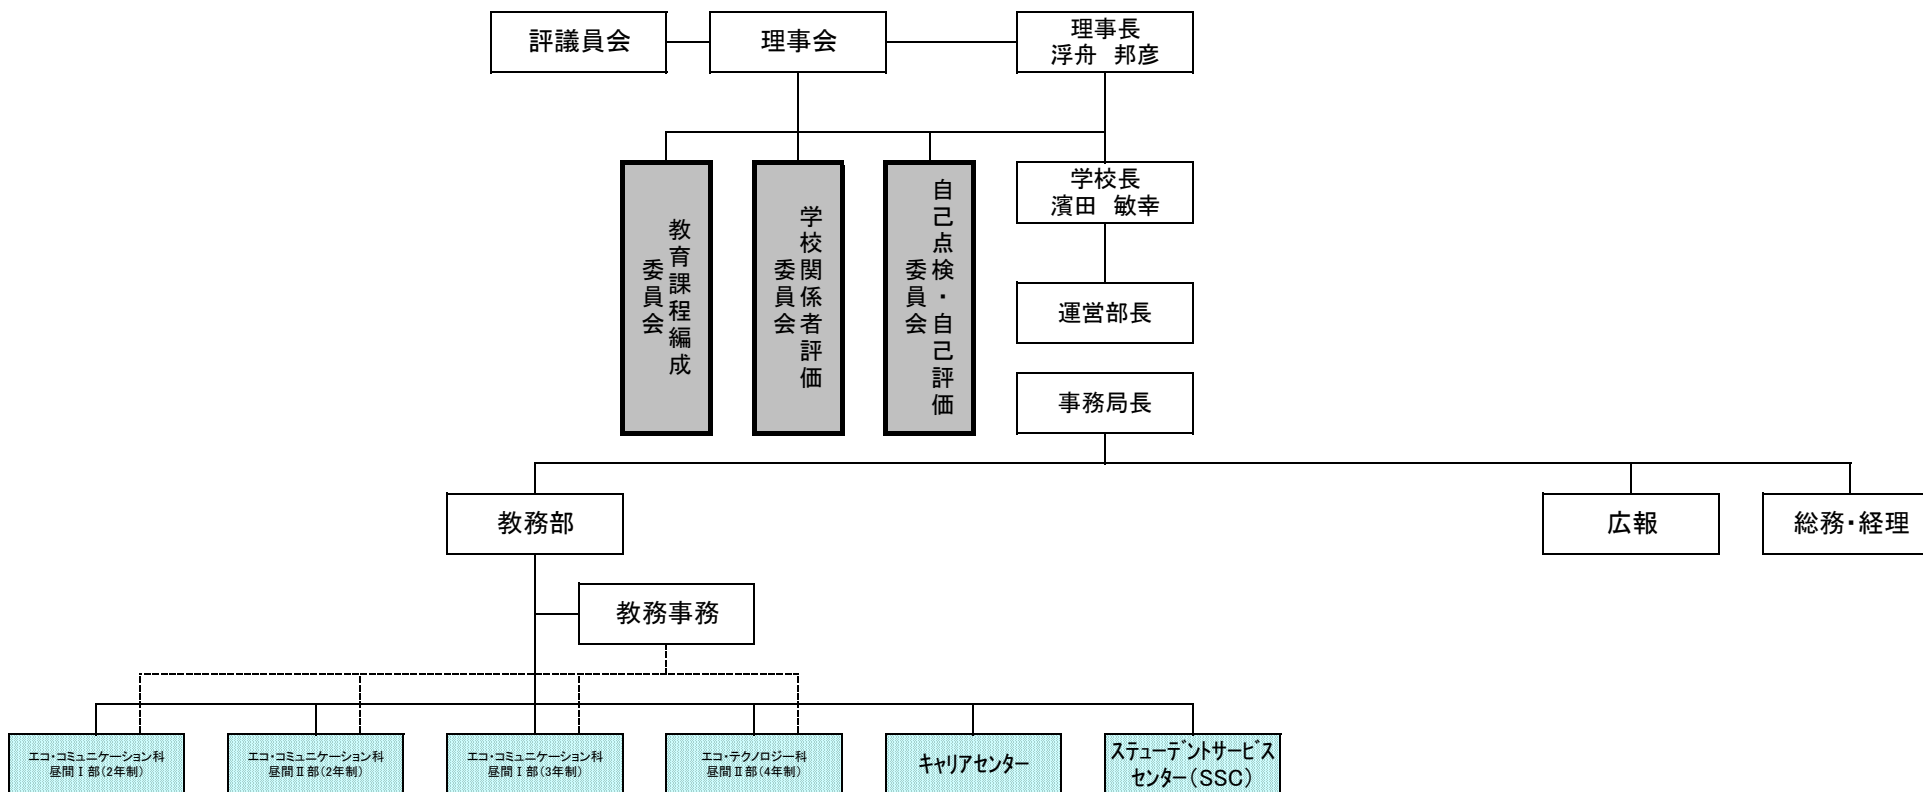 評議員会
理事会
理事長
浮舟　邦彦
教育課程編成
委員会
学校関係者評価
委員会
自己点検・自己評価
委員会
学校長
濱田　敏幸
運営部長
事務局長
教務部
広報
総務・経理
教務事務
エコ・コミュニケーション科
昼間Ⅰ部(2年制)
エコ・コミュニケーション科
昼間Ⅱ部(2年制)
エコ・コミュニケーション科
昼間Ⅰ部(3年制)
エコ・テクノロジー科
昼間Ⅱ部(4年制)
キャリアセンター
ステューデントサービス
センター(SSC)